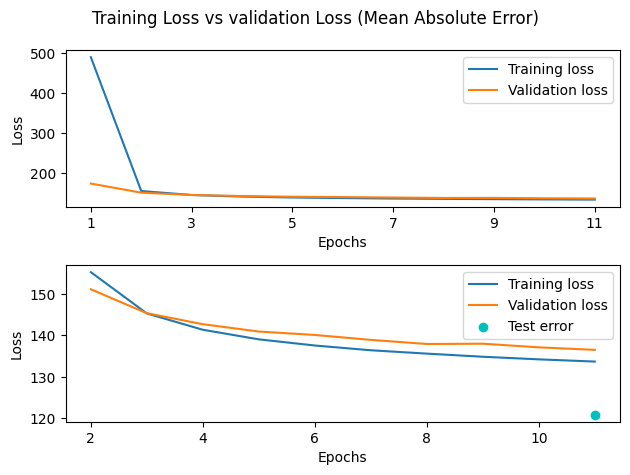 Training Loss vs validation Loss (Mean Absolute Error)
500
400
300
200
Loss
Training loss
Validation loss
1 3 5 7 9 11
Epochs
150
140
130
120
Loss
Training loss
Validation loss
Test error
2 4 6 8 10
Epochs